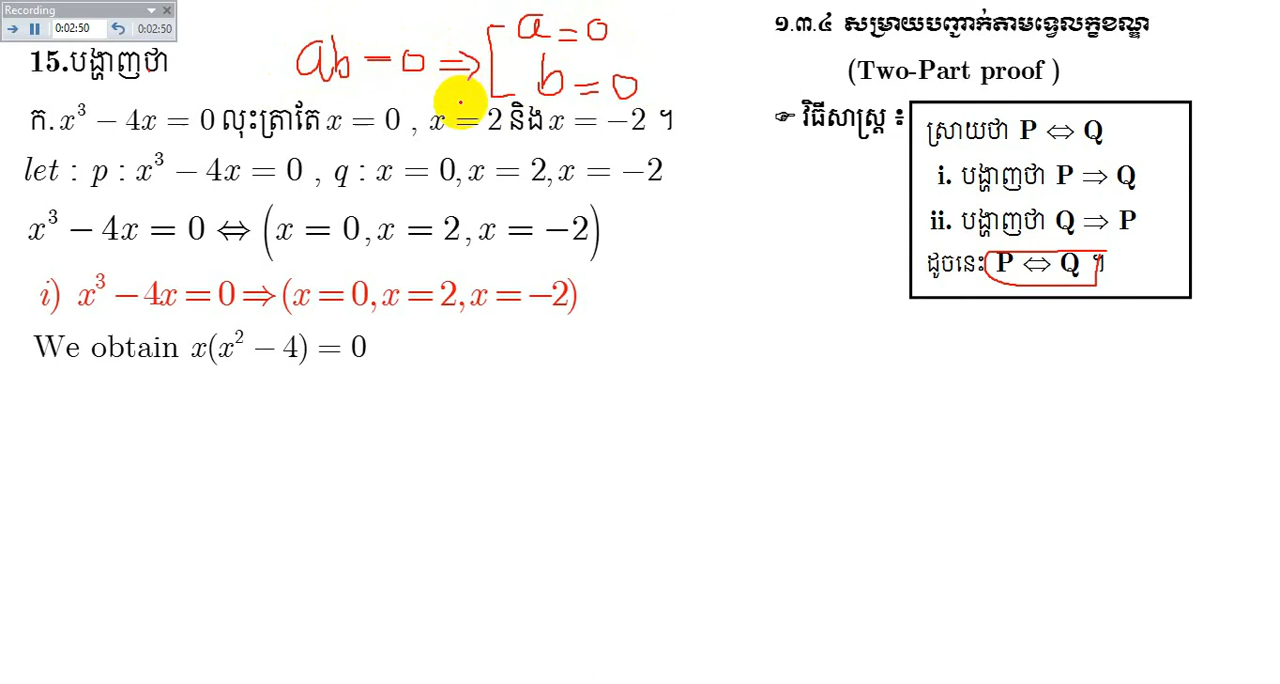 Recording
0:02:50 0:02:50
15.បង្ហាញថា
ab = 0 ⇒ [ a = 0
b = 0
ក. x³ − 4x = 0 លុះត្រាតែ x = 0 , x = 2 និង x = −2 ។
let : p : x³ − 4x = 0 , q : x = 0, x = 2, x = −2
x³ − 4x = 0 ⇔ (x = 0, x = 2, x = −2)
i) x³ − 4x = 0 ⇒ (x = 0, x = 2, x = −2)
We obtain x(x² − 4) = 0
១.៣.៤ សម្រាយបញ្ជាក់តាមទ្វេលក្ខខណ្ឌ
(Two-Part proof )
☞ វិធីសាស្ត្រ ៖
ស្រាយថា P ⇔ Q
i. បង្ហាញថា P ⇒ Q
ii. បង្ហាញថា Q ⇒ P
ដូចនេះ P ⇔ Q ។